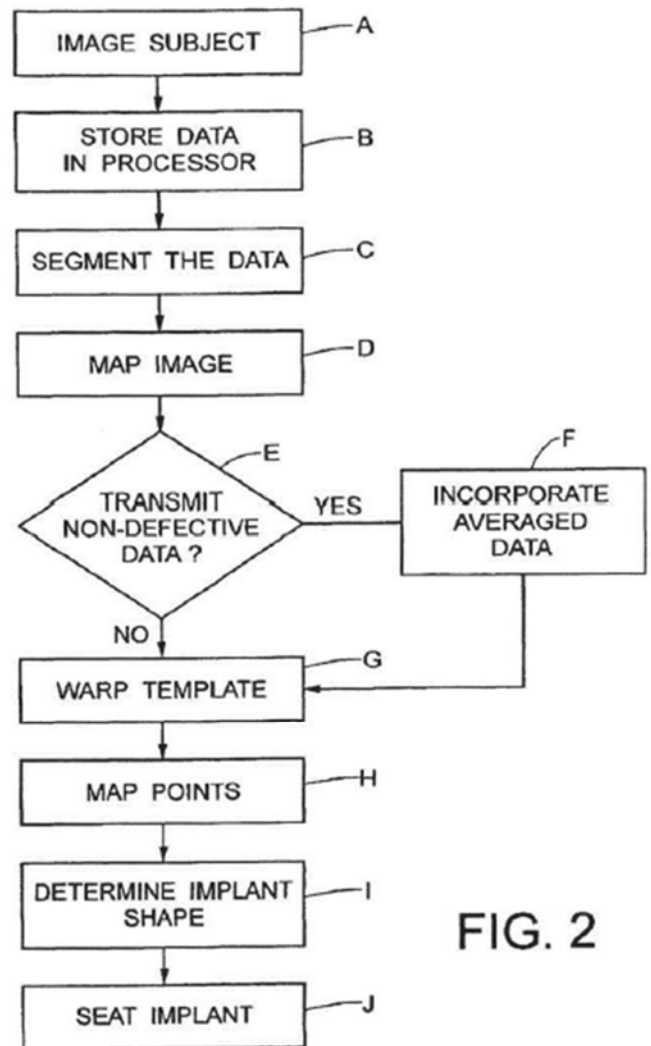 IMAGE SUBJECT
A
STORE DATA
IN PROCESSOR
B
SEGMENT THE DATA
C
MAP IMAGE
D
E
TRANSMIT
NON-DEFECTIVE
DATA ?
YES
F
INCORPORATE
AVERAGED
DATA
NO
WARP TEMPLATE
G
MAP POINTS
H
DETERMINE IMPLANT
SHAPE
I
FIG. 2
SEAT IMPLANT
J